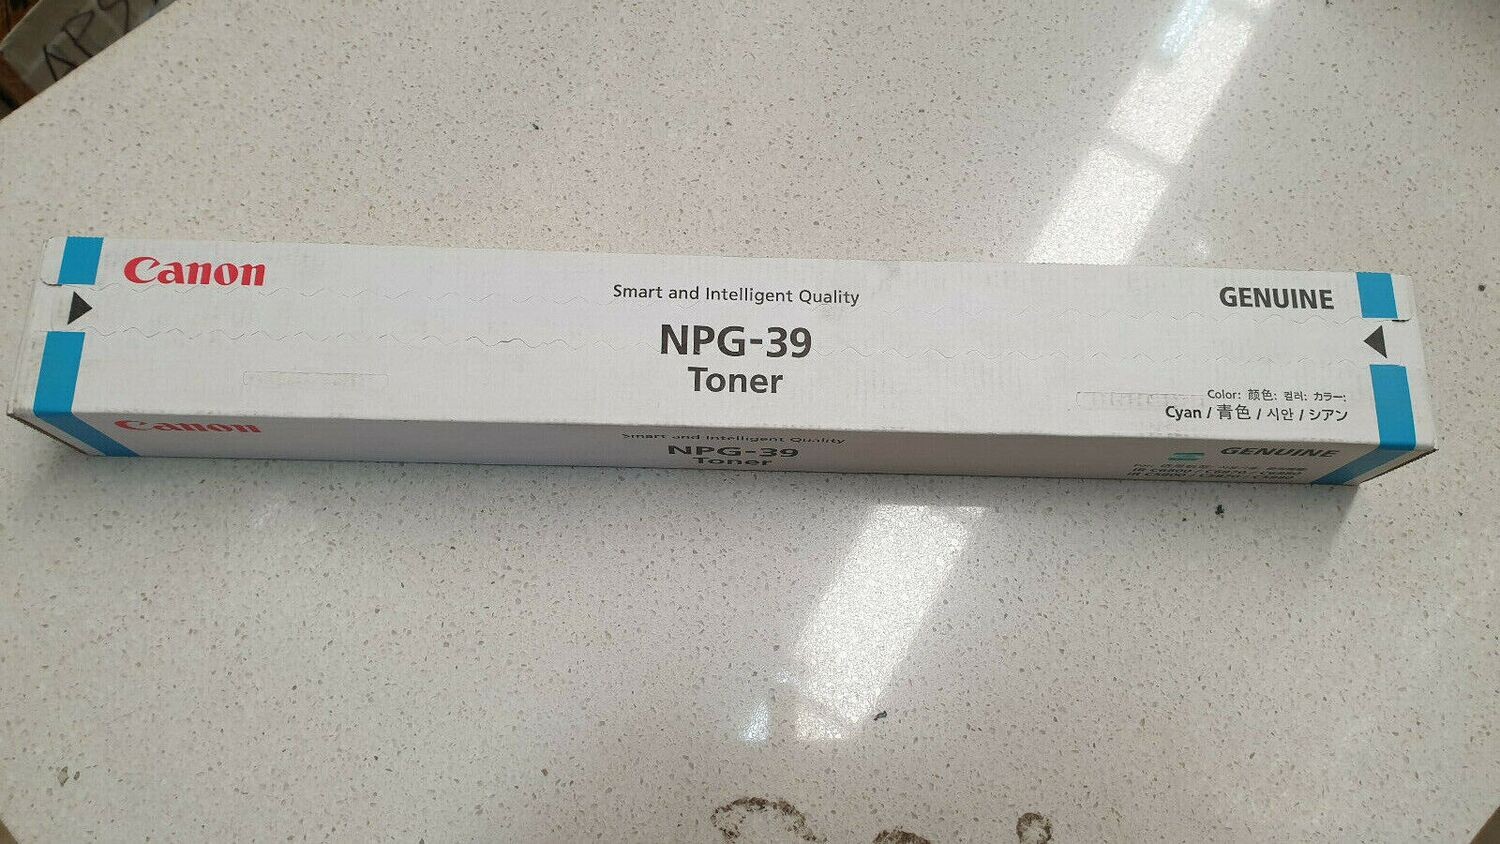 Canon
Smart and Intelligent Quality
GENUINE
NPG-39
Toner
Color: 颜色: 컬러: カラー:
Cyan / 青色 / 시안 / シアン
Canon
Smart and Intelligent Quality
GENUINE
NPG-39
Toner